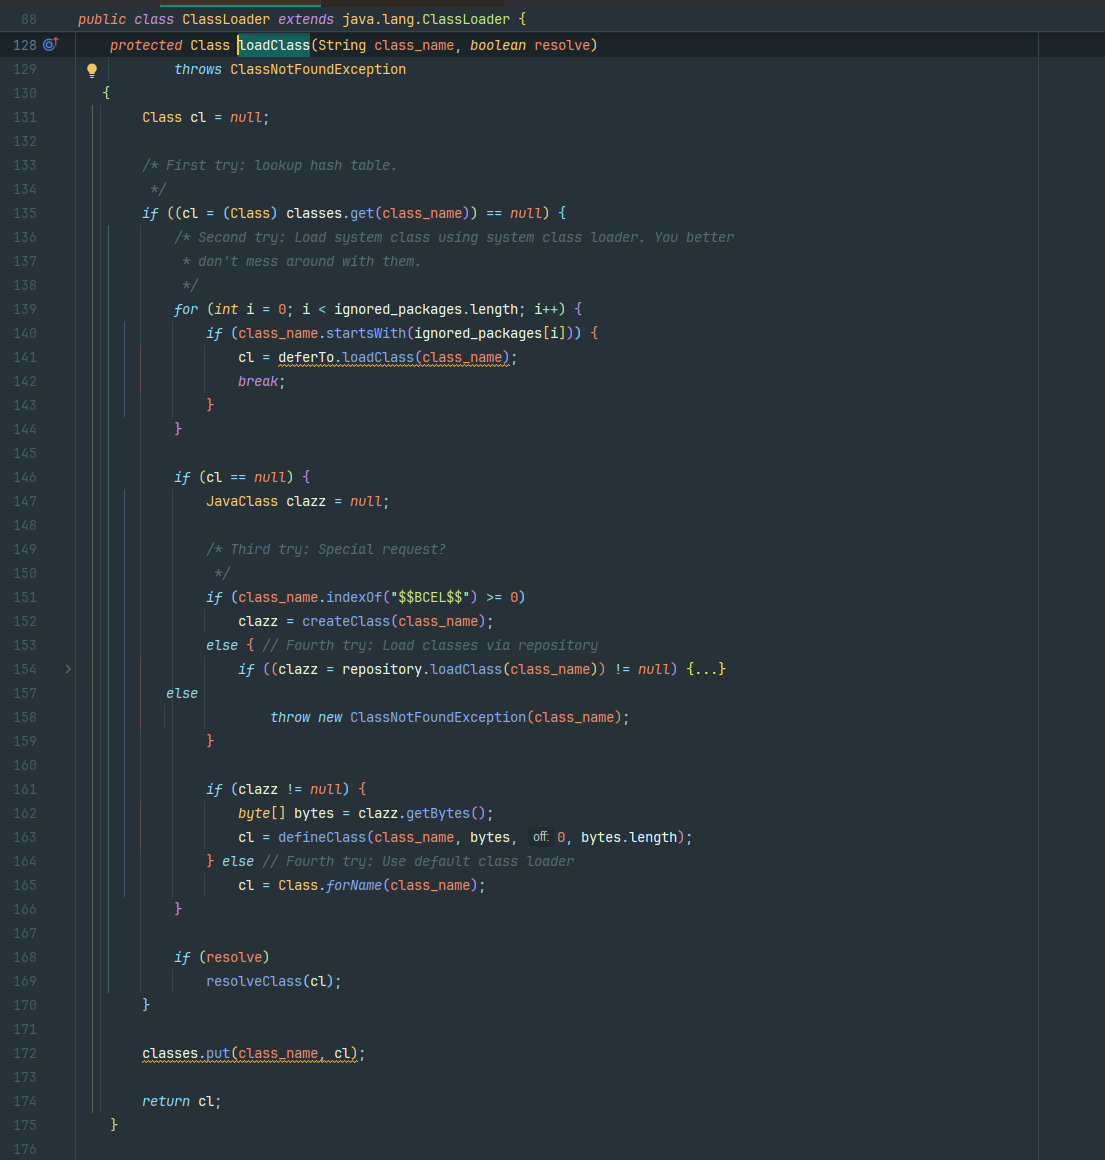 88 public class ClassLoader extends java.lang.ClassLoader {
128 protected Class loadClass(String class_name, boolean resolve)
129 throws ClassNotFoundException
130 {
131 Class cl = null;
132
133 /* First try: lookup hash table.
134 */
135 if ((cl = (Class) classes.get(class_name)) == null) {
136 /* Second try: Load system class using system class loader. You better
137 * don't mess around with them.
138 */
139 for (int i = 0; i < ignored_packages.length; i++) {
140 if (class_name.startsWith(ignored_packages[i])) {
141 cl = deferTo.loadClass(class_name);
142 break;
143 }
144 }
145
146 if (cl == null) {
147 JavaClass clazz = null;
148
149 /* Third try: Special request?
150 */
151 if (class_name.indexOf("$$BCEL$$") >= 0)
152 clazz = createClass(class_name);
153 else { // Fourth try: Load classes via repository
154 if ((clazz = repository.loadClass(class_name)) != null) {...}
157 else
158 throw new ClassNotFoundException(class_name);
159 }
160
161 if (clazz != null) {
162 byte[] bytes = clazz.getBytes();
163 cl = defineClass(class_name, bytes, off: 0, bytes.length);
164 } else // Fourth try: Use default class loader
165 cl = Class.forName(class_name);
166 }
167
168 if (resolve)
169 resolveClass(cl);
170 }
171
172 classes.put(class_name, cl);
173
174 return cl;
175 }
176